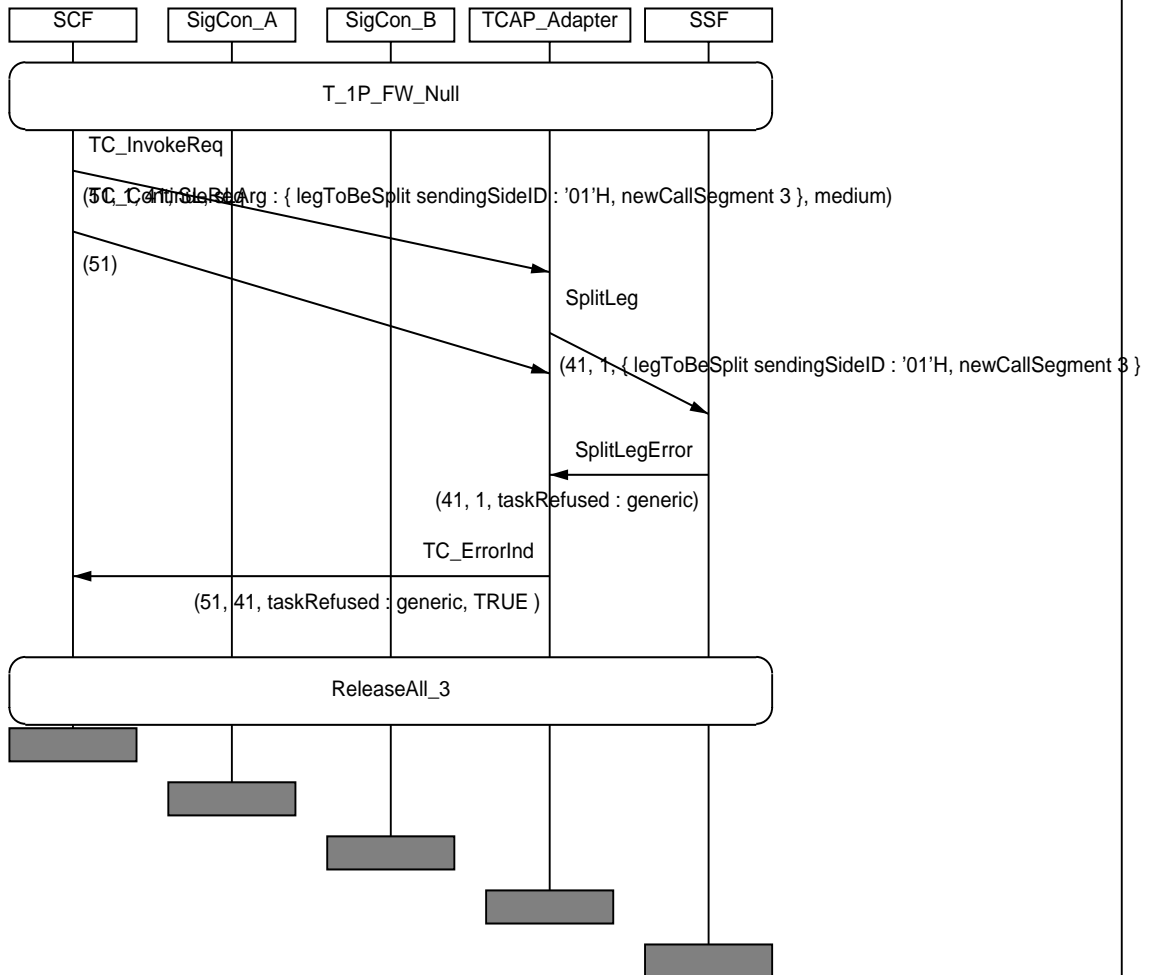 SCF
SigCon_A
SigCon_B
TCAP_Adapter
SSF
T_1P_FW_Null
TC_InvokeReq
Arg : { legToBeSplit sendingSideID : '01'H, newCallSegment 3 }, medium)
(51)
SplitLeg
(41, 1, { legToBeSplit sendingSideID : '01'H, newCallSegment 3 }
SplitLegError
(41, 1, taskRefused : generic)
TC_ErrorInd
(51, 41, taskRefused : generic, TRUE )
ReleaseAll_3